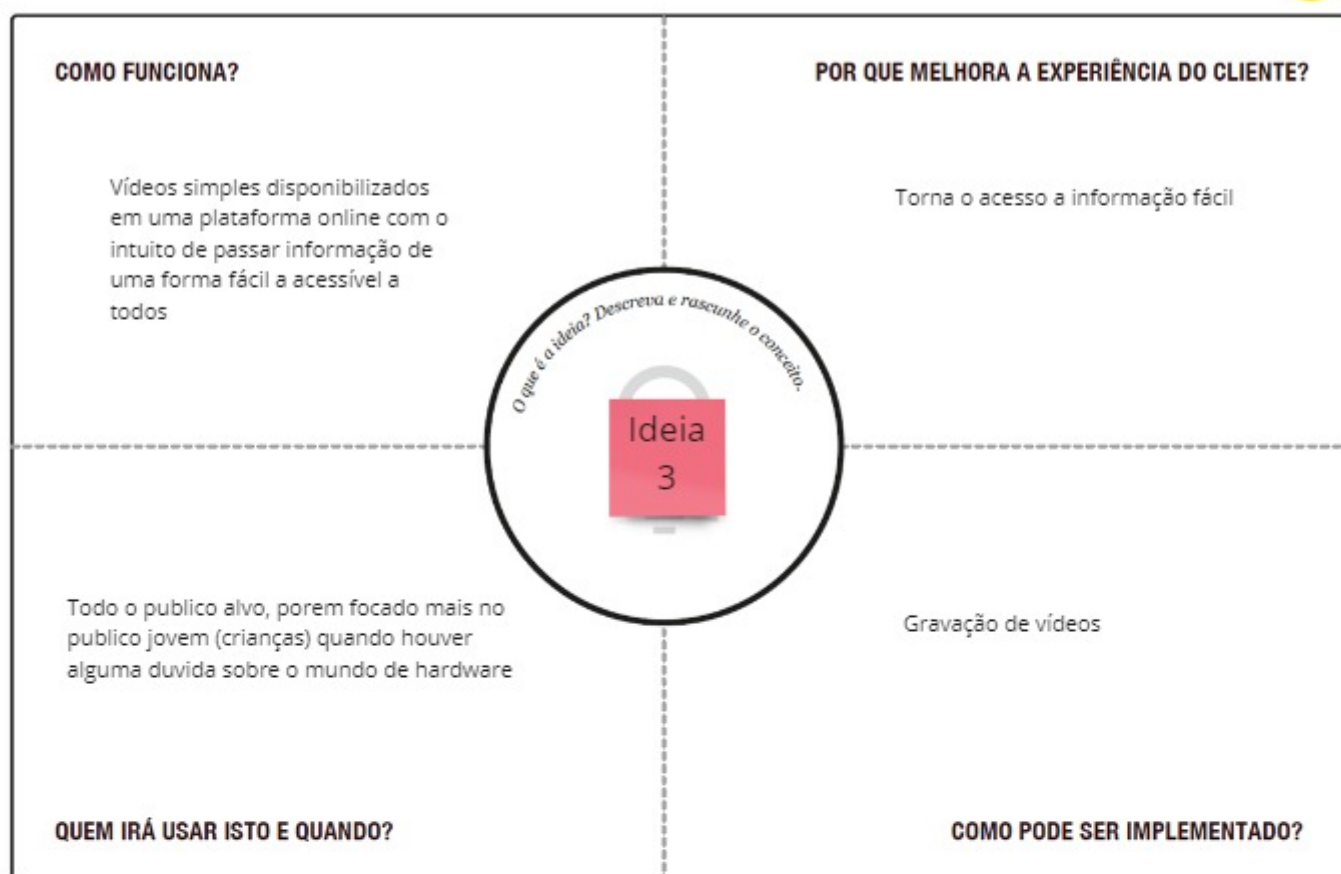 COMO FUNCIONA?
Vídeos simples disponibilizados
em uma plataforma online com o
intuito de passar informação de
uma forma fácil a acessível a
todos
POR QUE MELHORA A EXPERIÊNCIA DO CLIENTE?
Torna o acesso a informação fácil
O que é a ideia? Descreva e rascunhe o conceito.
Ideia
3
Todo o publico alvo, porem focado mais no
publico jovem (crianças) quando houver
alguma duvida sobre o mundo de hardware
QUEM IRÁ USAR ISTO E QUANDO?
Gravação de vídeos
COMO PODE SER IMPLEMENTADO?